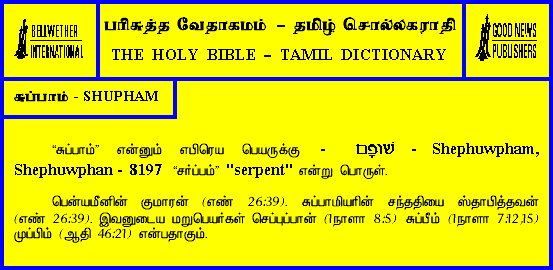 BELLWETHER
INTERNATIONAL
பரிசுத்த வேதாகமம் – தமிழ் சொல்லகராதி
THE HOLY BIBLE – TAMIL DICTIONARY
GOOD NEWS
PUBLISHERS
சுப்பாம் - SHUPHAM
“சுப்பாம்” என்னும் எபிரெய பெயருக்கு - שׁוּפָם - Shephuwpham,
Shephuwphan - 8197 “சர்ப்பம்” "serpent" என்று பொருள்.
பென்யமீனின் குமாரன் (எண் 26:39). சுப்பாமியரின் சந்ததியை ஸ்தாபித்தவன்
(எண் 26:39). இவனுடைய மறுபெயர்கள் செப்புப்பான் (1நாளா 8:5) சுப்பீம் (1நாளா 7:12,15)
முப்பிம் (ஆதி 46:21) என்பதாகும்.